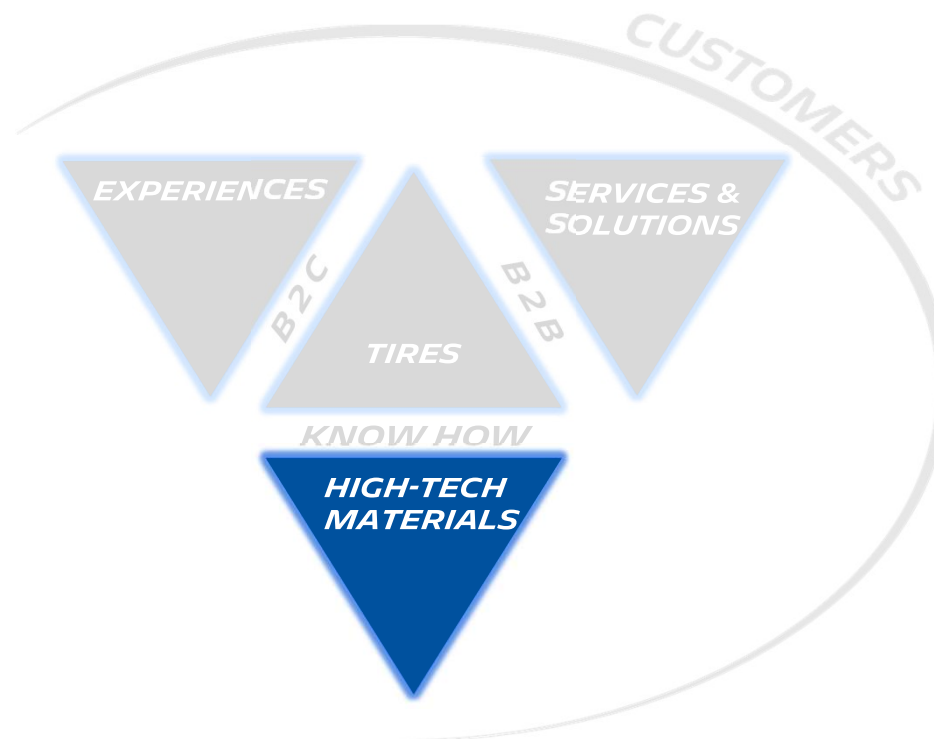 CUSTOMERS
EXPERIENCES
SERVICES &
SOLUTIONS
B2C
B2B
TIRES
KNOW HOW
HIGH-TECH
MATERIALS